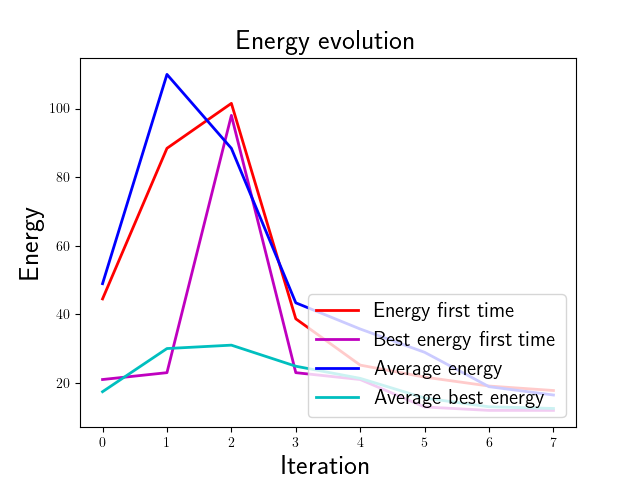 Energy evolution
Energy
100
80
60
40
20
Energy first time
Best energy first time
Average energy
Average best energy
0 1 2 3 4 5 6 7
Iteration